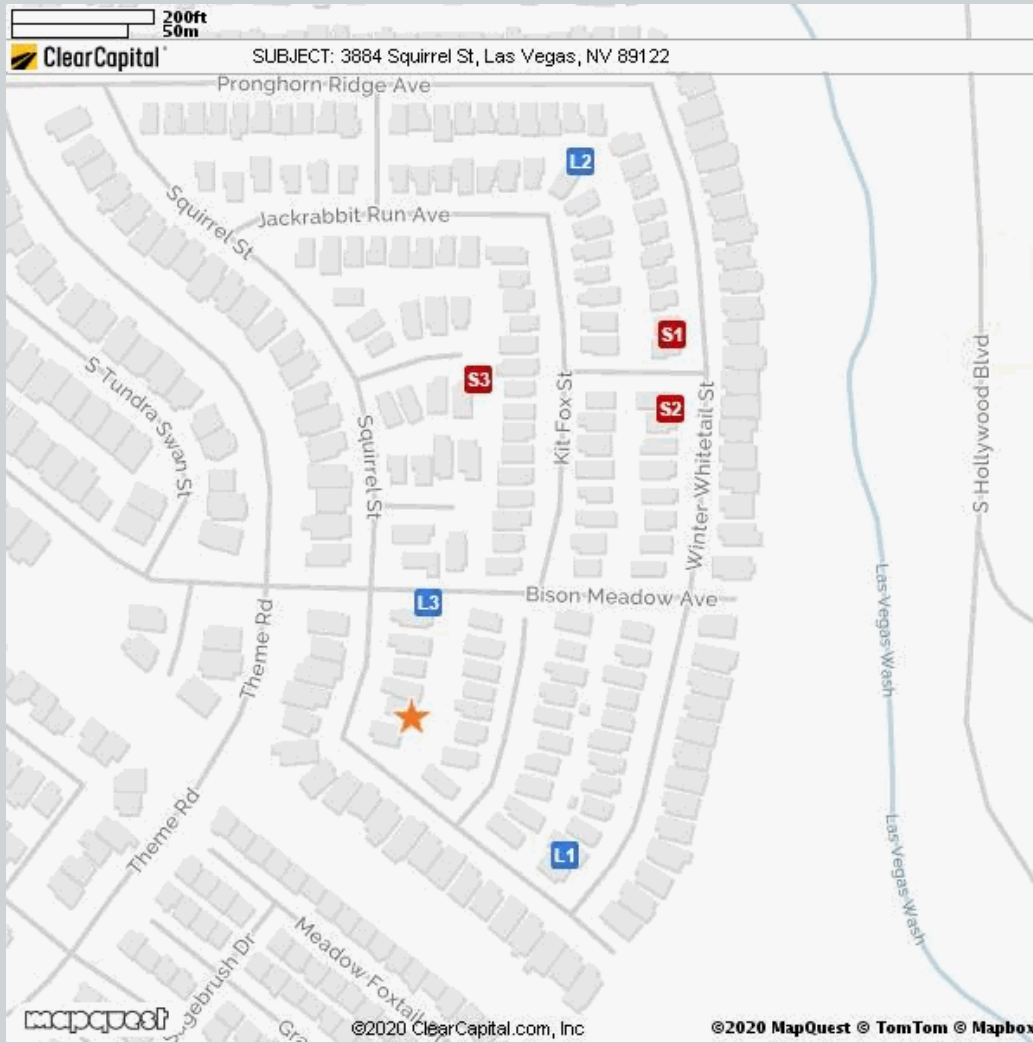 200ft
50m
ClearCapital
SUBJECT: 3884 Squirrel St, Las Vegas, NV 89122
Pronghorn Ridge Ave
L2
Squirrel St
Jackrabbit Run Ave
S1
S Hollywood Blvd
S Tundra Swan St
S3
Kit Fox St
S2
Winter Whitetail St
Squirrel St
L3
Bison Meadow Ave
Las Vegas Wash
Theme Rd
Theme Rd
L1
Las Vegas Wash
Meadow Foxtail
gebrush Dr
Gra
mapquest
©2020 ClearCapital.com, Inc
©2020 MapQuest © TomTom © Mapbox